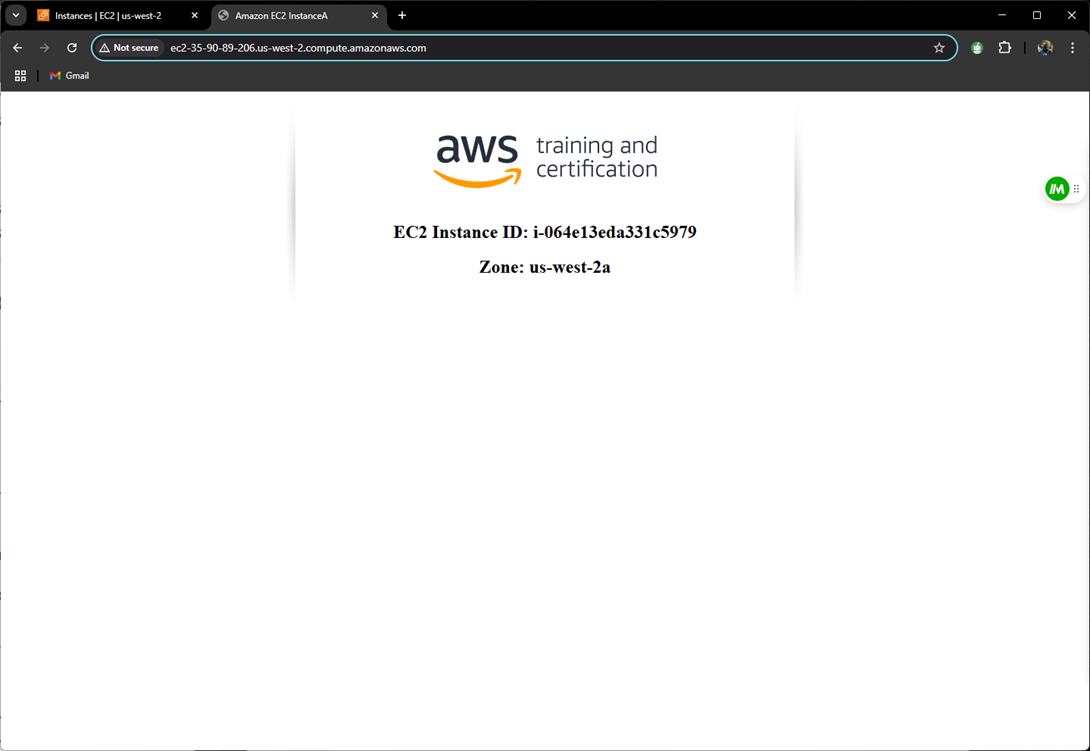 Instances | EC2 | us-west-2
Amazon EC2 InstanceA
Not secure
ec2-35-90-89-206.us-west-2.compute.amazonaws.com
Gmail
aws training and
certification
EC2 Instance ID: i-064e13eda331c5979
Zone: us-west-2a